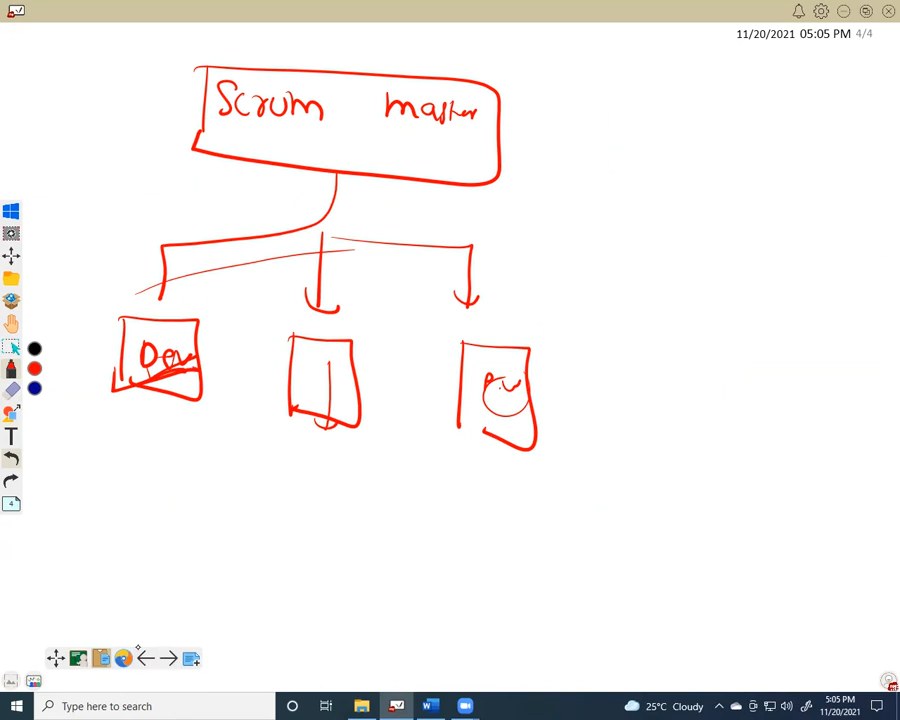 11/20/2021 05:05 PM 4/4
Scrum master
Dev
T
4
Type here to search
25°C Cloudy
5:05 PM
11/20/2021